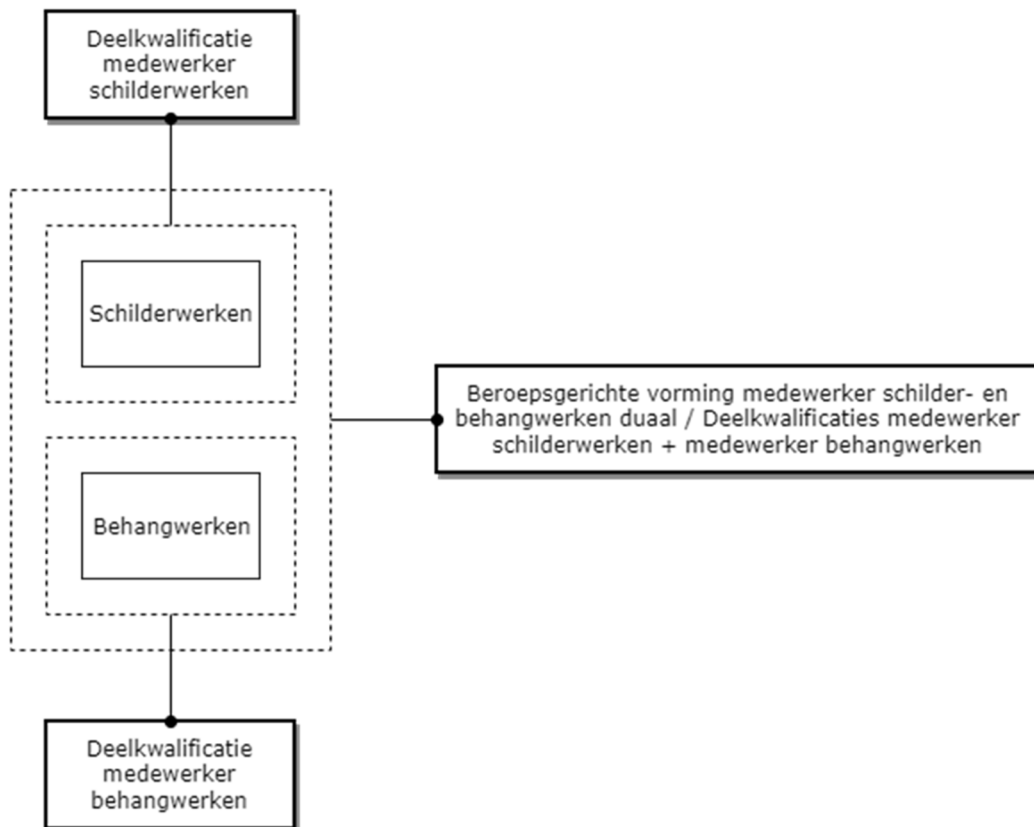 Deelkwalificatie
medewerker
schilderwerken
Schilderwerken
Beroepsgerichte vorming medewerker schilder- en
behangwerken duaal / Deelkwalificaties medewerker
schilderwerken + medewerker behangwerken
Behangwerken
Deelkwalificatie
medewerker
behangwerken